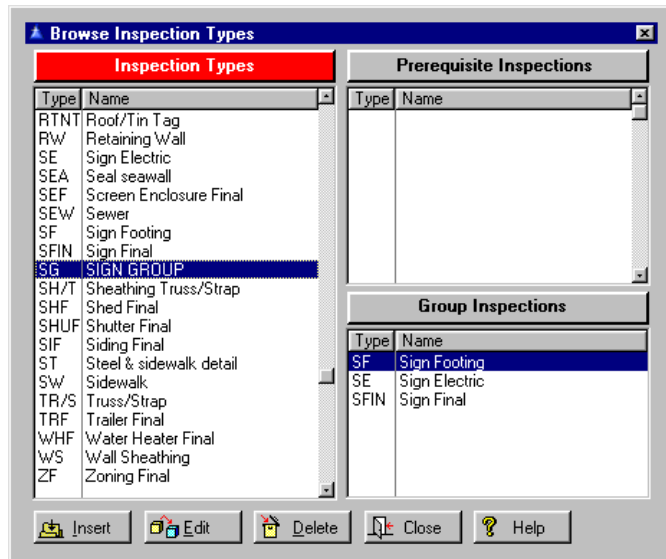 Browse Inspection Types
Inspection Types
Type Name
RTNT Roof/Tin Tag
RW Retaining Wall
SE Sign Electric
SEA Seal seawall
SEF Screen Enclosure Final
SEW Sewer
SF Sign Footing
SFIN Sign Final
SG SIGN GROUP
SH/T Sheathing Truss/Strap
SHF Shed Final
SHUF Shutter Final
SIF Siding Final
ST Steel & sidewalk detail
SW Sidewalk
TR/S Truss/Strap
TRF Trailer Final
WHF Water Heater Final
WS Wall Sheathing
ZF Zoning Final
Prerequisite Inspections
Type Name
Group Inspections
Type Name
SF Sign Footing
SE Sign Electric
SFIN Sign Final
Insert Edit Delete Close Help